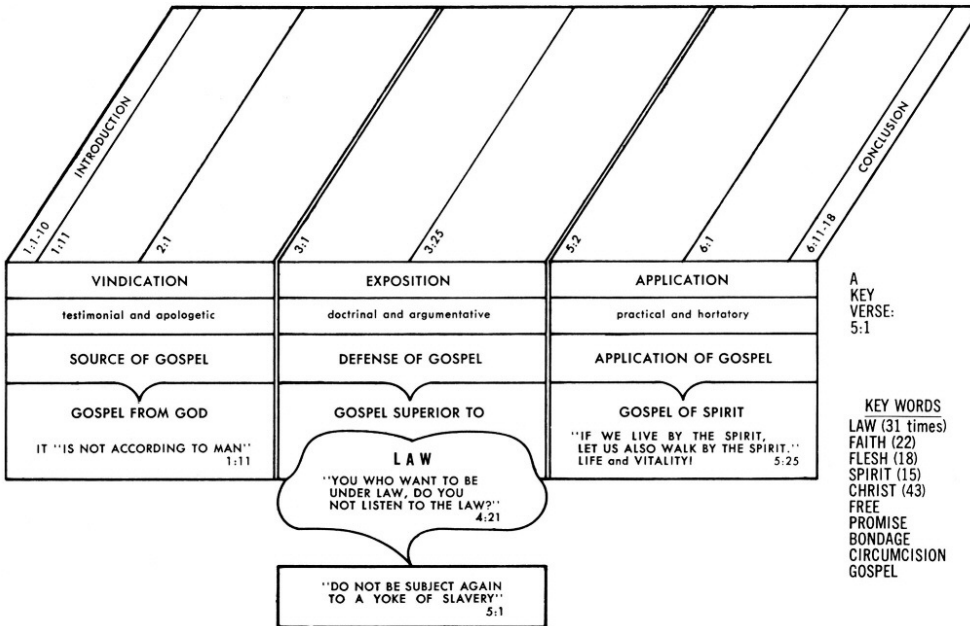 INTRODUCTION
CONCLUSION
1:1-10
1:11
2:1
3:1
3:25
5:2
6:1
6:11-18
VINDICATION
EXPOSITION
APPLICATION
testimonial and apologetic
doctrinal and argumentative
practical and hortatory
SOURCE OF GOSPEL
DEFENSE OF GOSPEL
APPLICATION OF GOSPEL
GOSPEL FROM GOD
IT "IS NOT ACCORDING TO MAN"
1:11
GOSPEL SUPERIOR TO
LAW
"YOU WHO WANT TO BE
UNDER LAW, DO YOU
NOT LISTEN TO THE LAW?"
4:21
"DO NOT BE SUBJECT AGAIN
TO A YOKE OF SLAVERY"
5:1
GOSPEL OF SPIRIT
"IF WE LIVE BY THE SPIRIT,
LET US ALSO WALK BY THE SPIRIT."
LIFE and VITALITY! 5:25
A
KEY
VERSE:
5:1
KEY WORDS
LAW (31 times)
FAITH (22)
FLESH (18)
SPIRIT (15)
CHRIST (43)
FREE
PROMISE
BONDAGE
CIRCUMCISION
GOSPEL